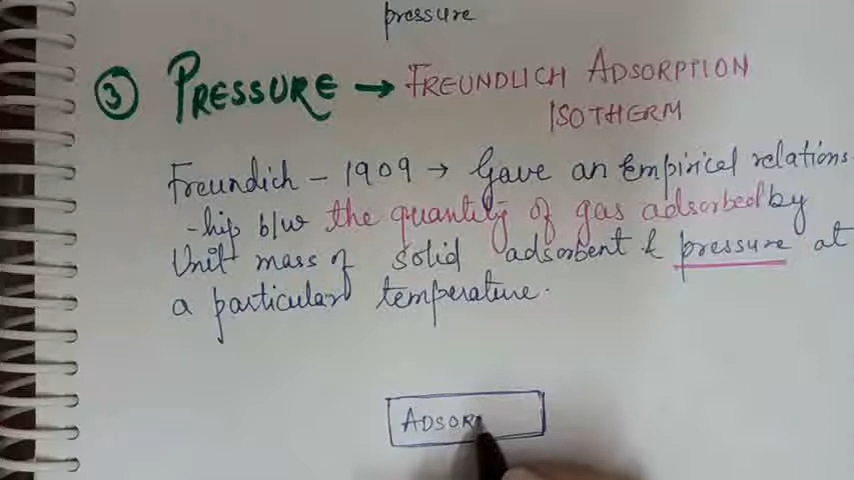 pressure
③ PRESSURE → FREUNDLICH ADSORPTION
ISOTHERM
Freundich - 1909 → Gave an Empirical relations
-hip b/w the quantity of gas adsorbed by
Unit mass of solid adsorbent & pressure at
a particular temperature.
ADSOR